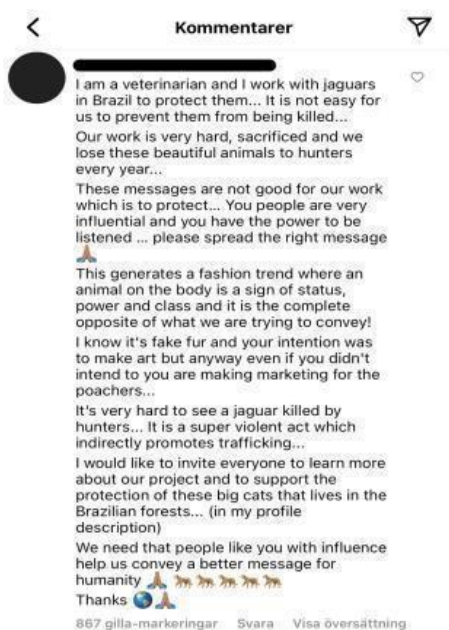 Kommentarer
I am a veterinarian and I work with jaguars
in Brazil to protect them... It is not easy for
us to prevent them from being killed...
Our work is very hard, sacrificed and we
lose these beautiful animals to hunters
every year...
These messages are not good for our work
which is to protect... You people are very
influential and you have the power to be
listened ... please spread the right message
🙏🏽
This generates a fashion trend where an
animal on the body is a sign of status,
power and class and it is the complete
opposite of what we are trying to convey!
I know it's fake fur and your intention was
to make art but anyway even if you didn't
intend to you are making marketing for the
poachers...
It's very hard to see a jaguar killed by
hunters... It is a super violent act which
indirectly promotes trafficking...
I would like to invite everyone to learn more
about our project and to support the
protection of these big cats that lives in the
Brazilian forests... (in my profile
description)
We need that people like you with influence
help us convey a better message for
humanity 🙏🏽 🐆🐆🐆🐆🐆
Thanks 🌎🙏🏽
867 gilla-markeringar Svara Visa översättning